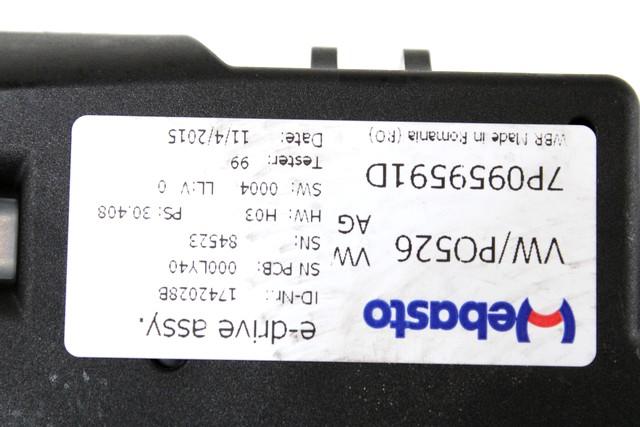 Webasto
e-drive assy.
VW/PO526 VW AG
7P0959591D
WBR Made in Romania (RO)
ID-Nr.: 1742028B
SN PCB: 000LY40
SN: 84523
HW: H03 PS: 30.408
SW: 0004 LL:V 0
Tester: 99
Date: 11/4/2015